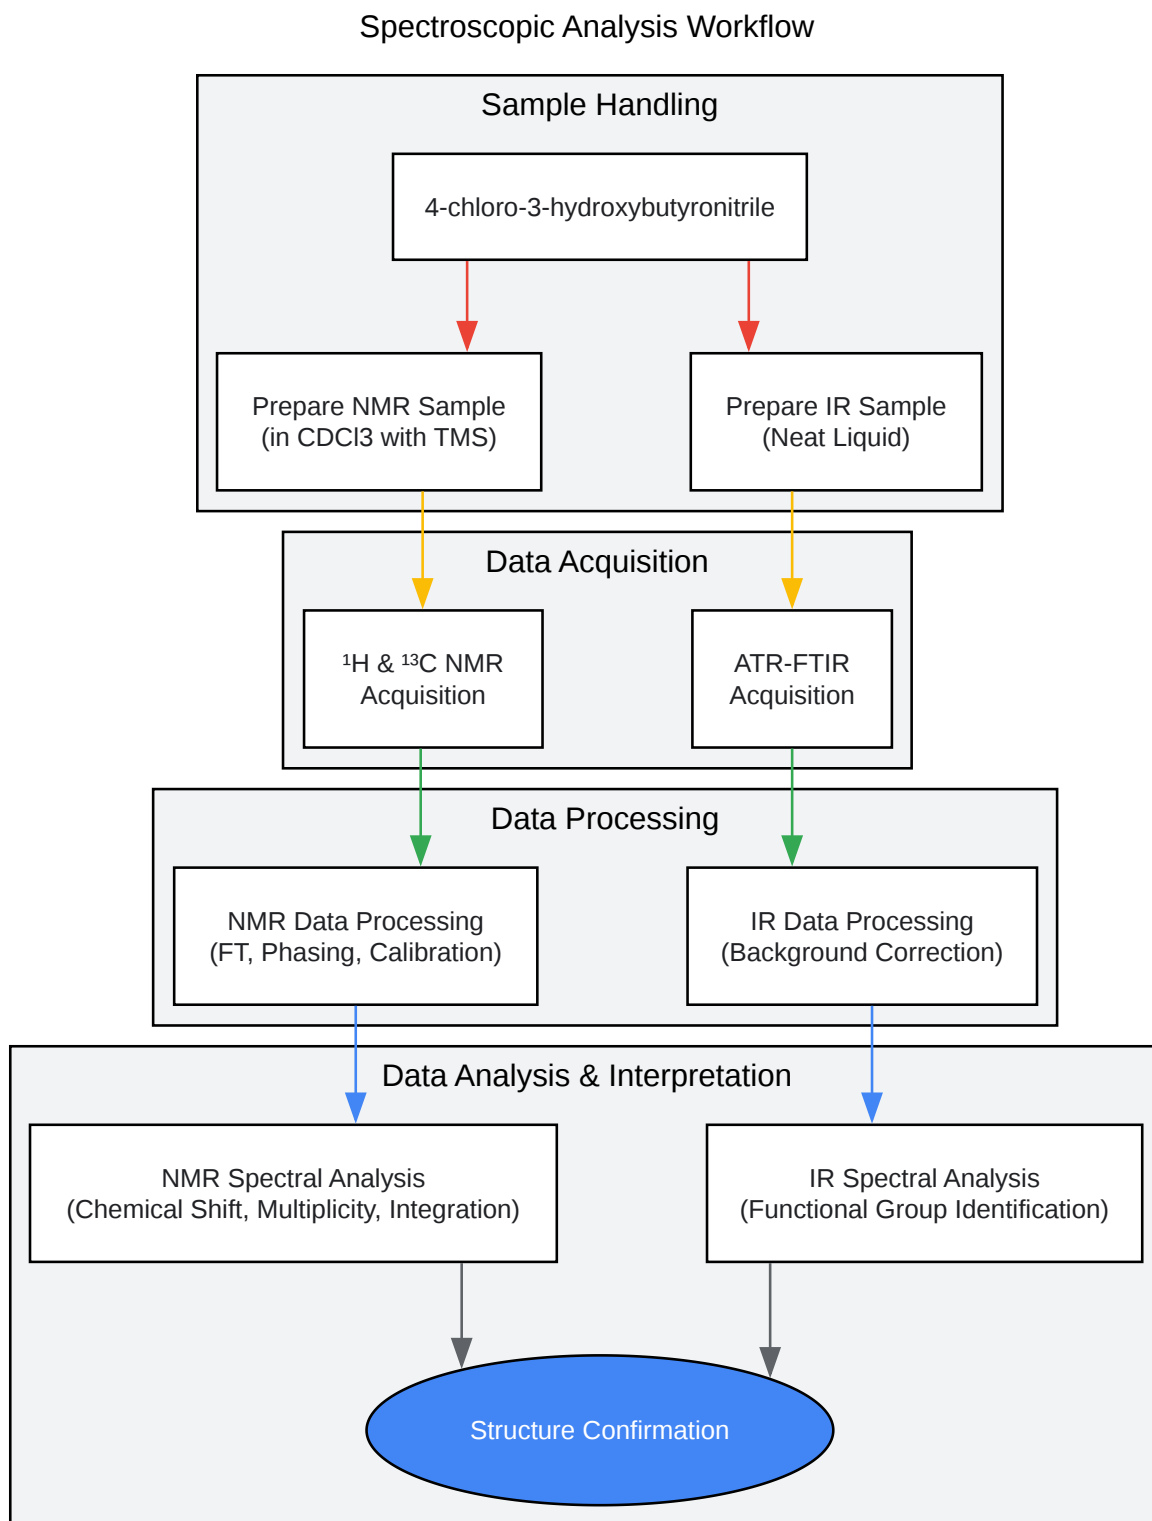 Spectroscopic Analysis Workflow
Sample Handling
4-chloro-3-hydroxybutyronitrile
Prepare NMR Sample
(in CDCl3 with TMS)
Prepare IR Sample
(Neat Liquid)
Data Acquisition
¹H & ¹³C NMR
Acquisition
ATR-FTIR
Acquisition
Data Processing
NMR Data Processing
(FT, Phasing, Calibration)
IR Data Processing
(Background Correction)
Data Analysis & Interpretation
NMR Spectral Analysis
(Chemical Shift, Multiplicity, Integration)
IR Spectral Analysis
(Functional Group Identification)
Structure Confirmation